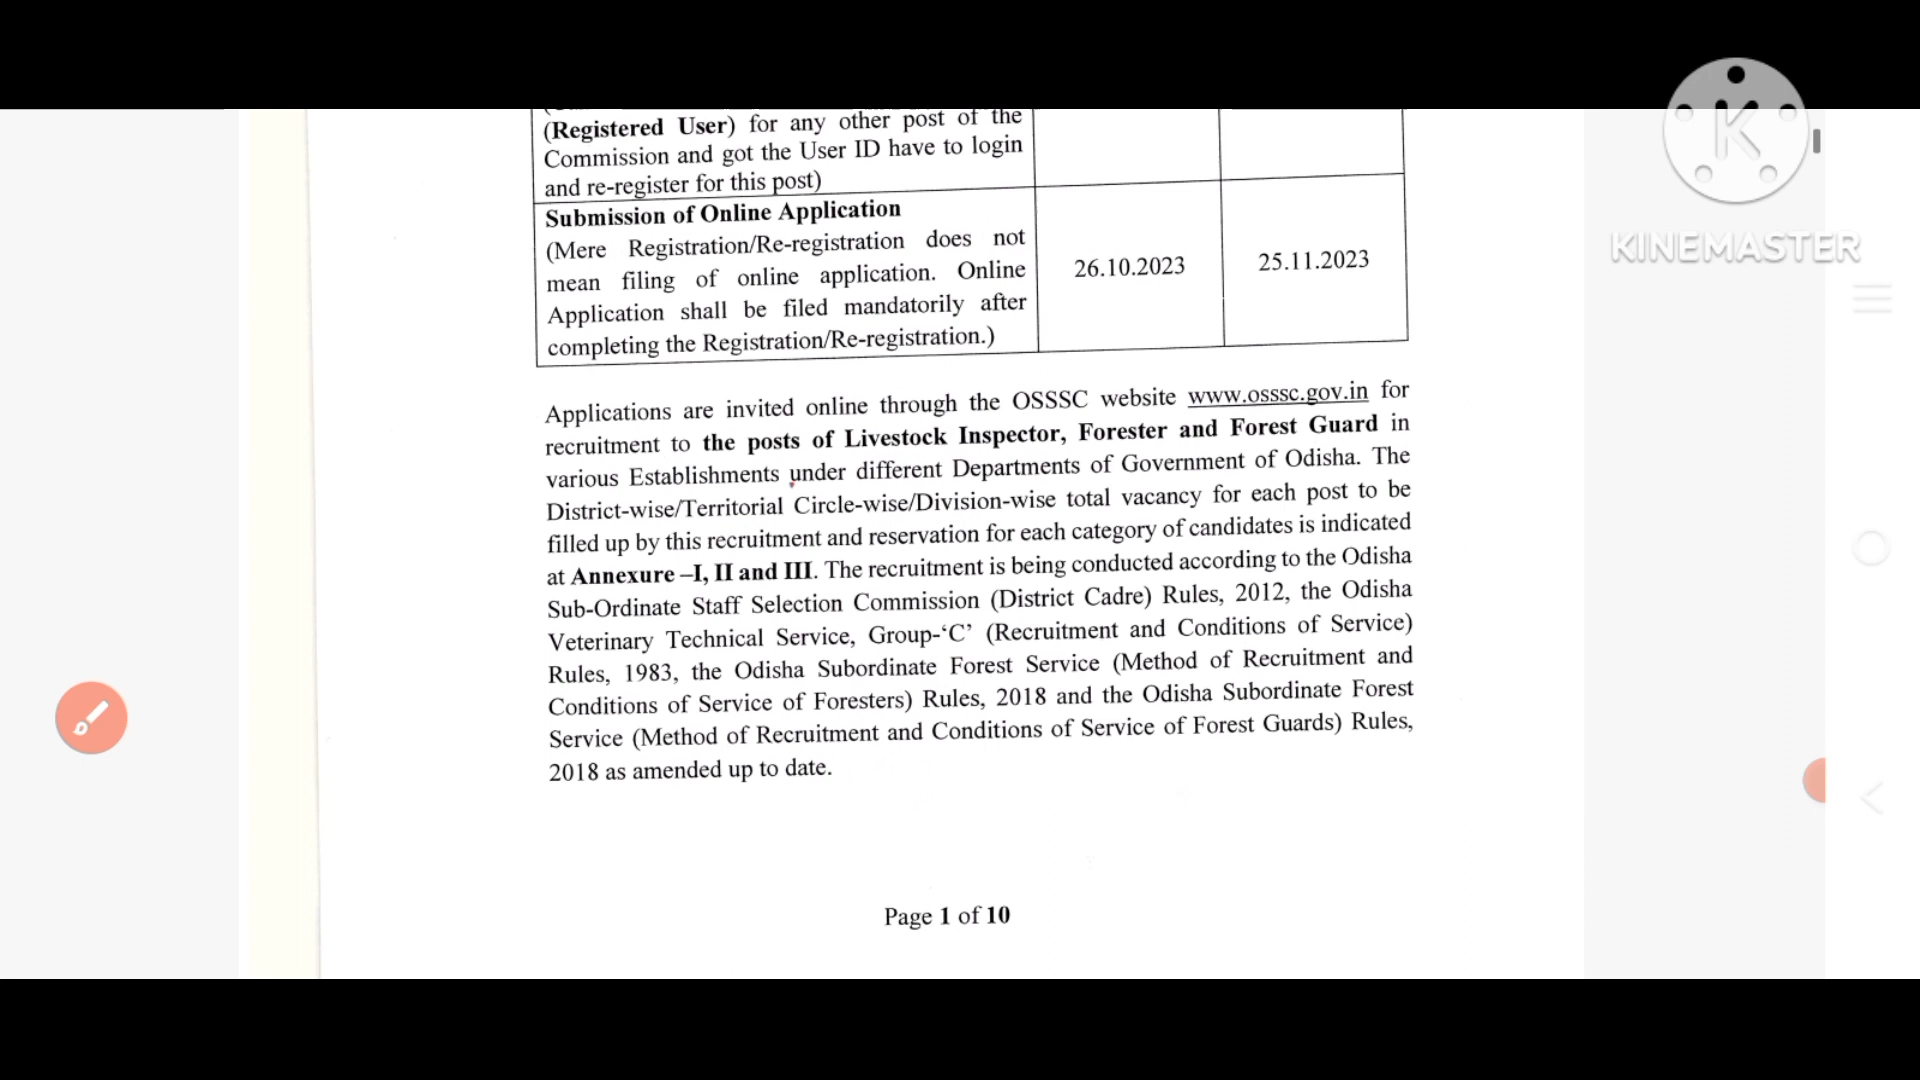 (Registered User) for any other post of the
Commission and got the User ID have to login
and re-register for this post)
Submission of Online Application
(Mere Registration/Re-registration does not
mean filing of online application. Online
Application shall be filed mandatorily after
completing the Registration/Re-registration.)
26.10.2023
25.11.2023
Applications are invited online through the OSSSC website www.osssc.gov.in for
recruitment to the posts of Livestock Inspector, Forester and Forest Guard in
various Establishments under different Departments of Government of Odisha. The
District-wise/Territorial Circle-wise/Division-wise total vacancy for each post to be
filled up by this recruitment and reservation for each category of candidates is indicated
at Annexure –I, II and III. The recruitment is being conducted according to the Odisha
Sub-Ordinate Staff Selection Commission (District Cadre) Rules, 2012, the Odisha
Veterinary Technical Service, Group-‘C’ (Recruitment and Conditions of Service)
Rules, 1983, the Odisha Subordinate Forest Service (Method of Recruitment and
Conditions of Service of Foresters) Rules, 2018 and the Odisha Subordinate Forest
Service (Method of Recruitment and Conditions of Service of Forest Guards) Rules,
2018 as amended up to date.
Page 1 of 10
K
KINEMASTER